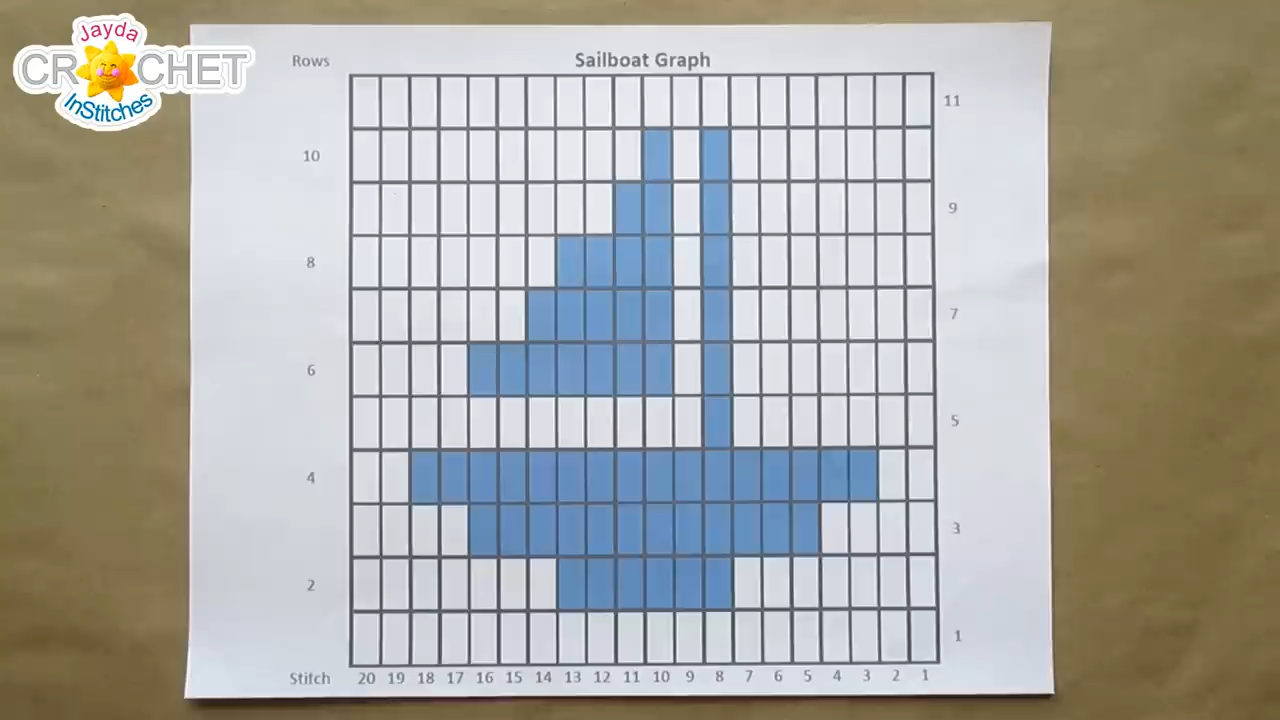 Jayda
CROCHET
InStitches
Rows
Sailboat Graph
11
10
9
8
7
6
5
4
3
2
1
Stitch 20 19 18 17 16 15 14 13 12 11 10 9 8 7 6 5 4 3 2 1